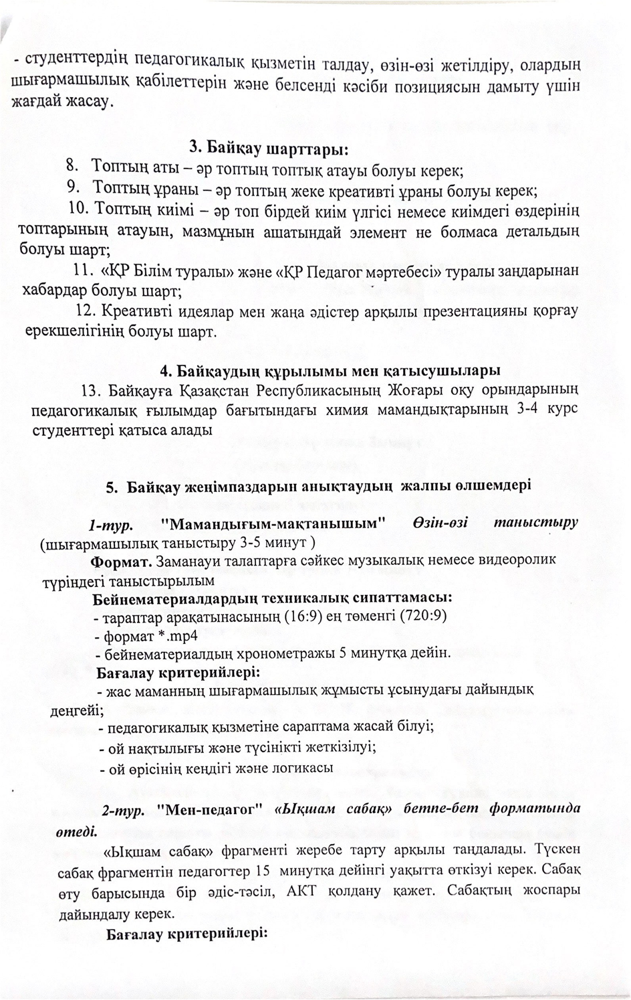 - студенттердің педагогикалық қызметін талдау, өзін-өзі жетілдіру, олардың
шығармашылық қабілеттерін және белсенді кәсіби позициясын дамыту үшін
жағдай жасау.
3. Байқау шарттары:
8. Топтың аты – әр топтың топтық атауы болуы керек;
9. Топтың ұраны – әр топтың жеке креативті ұраны болуы керек;
10. Топтың киімі – әр топ бірдей киім үлгісі немесе киімдегі өздерінің
топтарының атауын, мазмұнын ашатындай элемент не болмаса детальдың
болуы шарт;
11. «ҚР Білім туралы» және «ҚР Педагог мәртебесі» туралы заңдарынан
хабардар болуы шарт;
12. Креативті идеялар мен жаңа әдістер арқылы презентацияны қорғау
ерекшелігінің болуы шарт.
4. Байқаудың құрылымы мен қатысушылары
13. Байқауға Қазақстан Республикасының Жоғары оқу орындарының
педагогикалық ғылымдар бағытындағы химия мамандықтарының 3-4 курс
студенттері қатыса алады
5. Байқау жеңімпаздарын анықтаудың жалпы өлшемдері
1-тур. "Мамандығым-мақтанышым" Өзін-өзі таныстыру
(шығармашылық таныстыру 3-5 минут )
Формат. Заманауи талаптарға сәйкес музыкалық немесе видеоролик
түріндегі таныстырылым
Бейнематериалдардың техникалық сипаттамасы:
- тараптар арақатынасының (16:9) ең төменгі (720:9)
- формат *.mp4
- бейнематериалдың хронометражы 5 минутқа дейін.
Бағалау критерийлері:
- жас маманның шығармашылық жұмысты ұсынудағы дайындық
деңгейі;
- педагогикалық қызметіне сараптама жасай білуі;
- ой нақтылығы және түсінікті жеткізілуі;
- ой өрісінің кеңдігі және логикасы
2-тур. "Мен-педагог" «Ықшам сабақ» бетпе-бет форматында
өтеді.
«Ықшам сабақ» фрагменті жеребе тарту арқылы таңдалады. Түскен
сабақ фрагментін педагогтер 15 минутқа дейінгі уақытта өткізуі керек. Сабақ
өту барысында бір әдіс-тәсіл, АКТ қолдану қажет. Сабақтың жоспары
дайындалу керек.
Бағалау критерийлері: